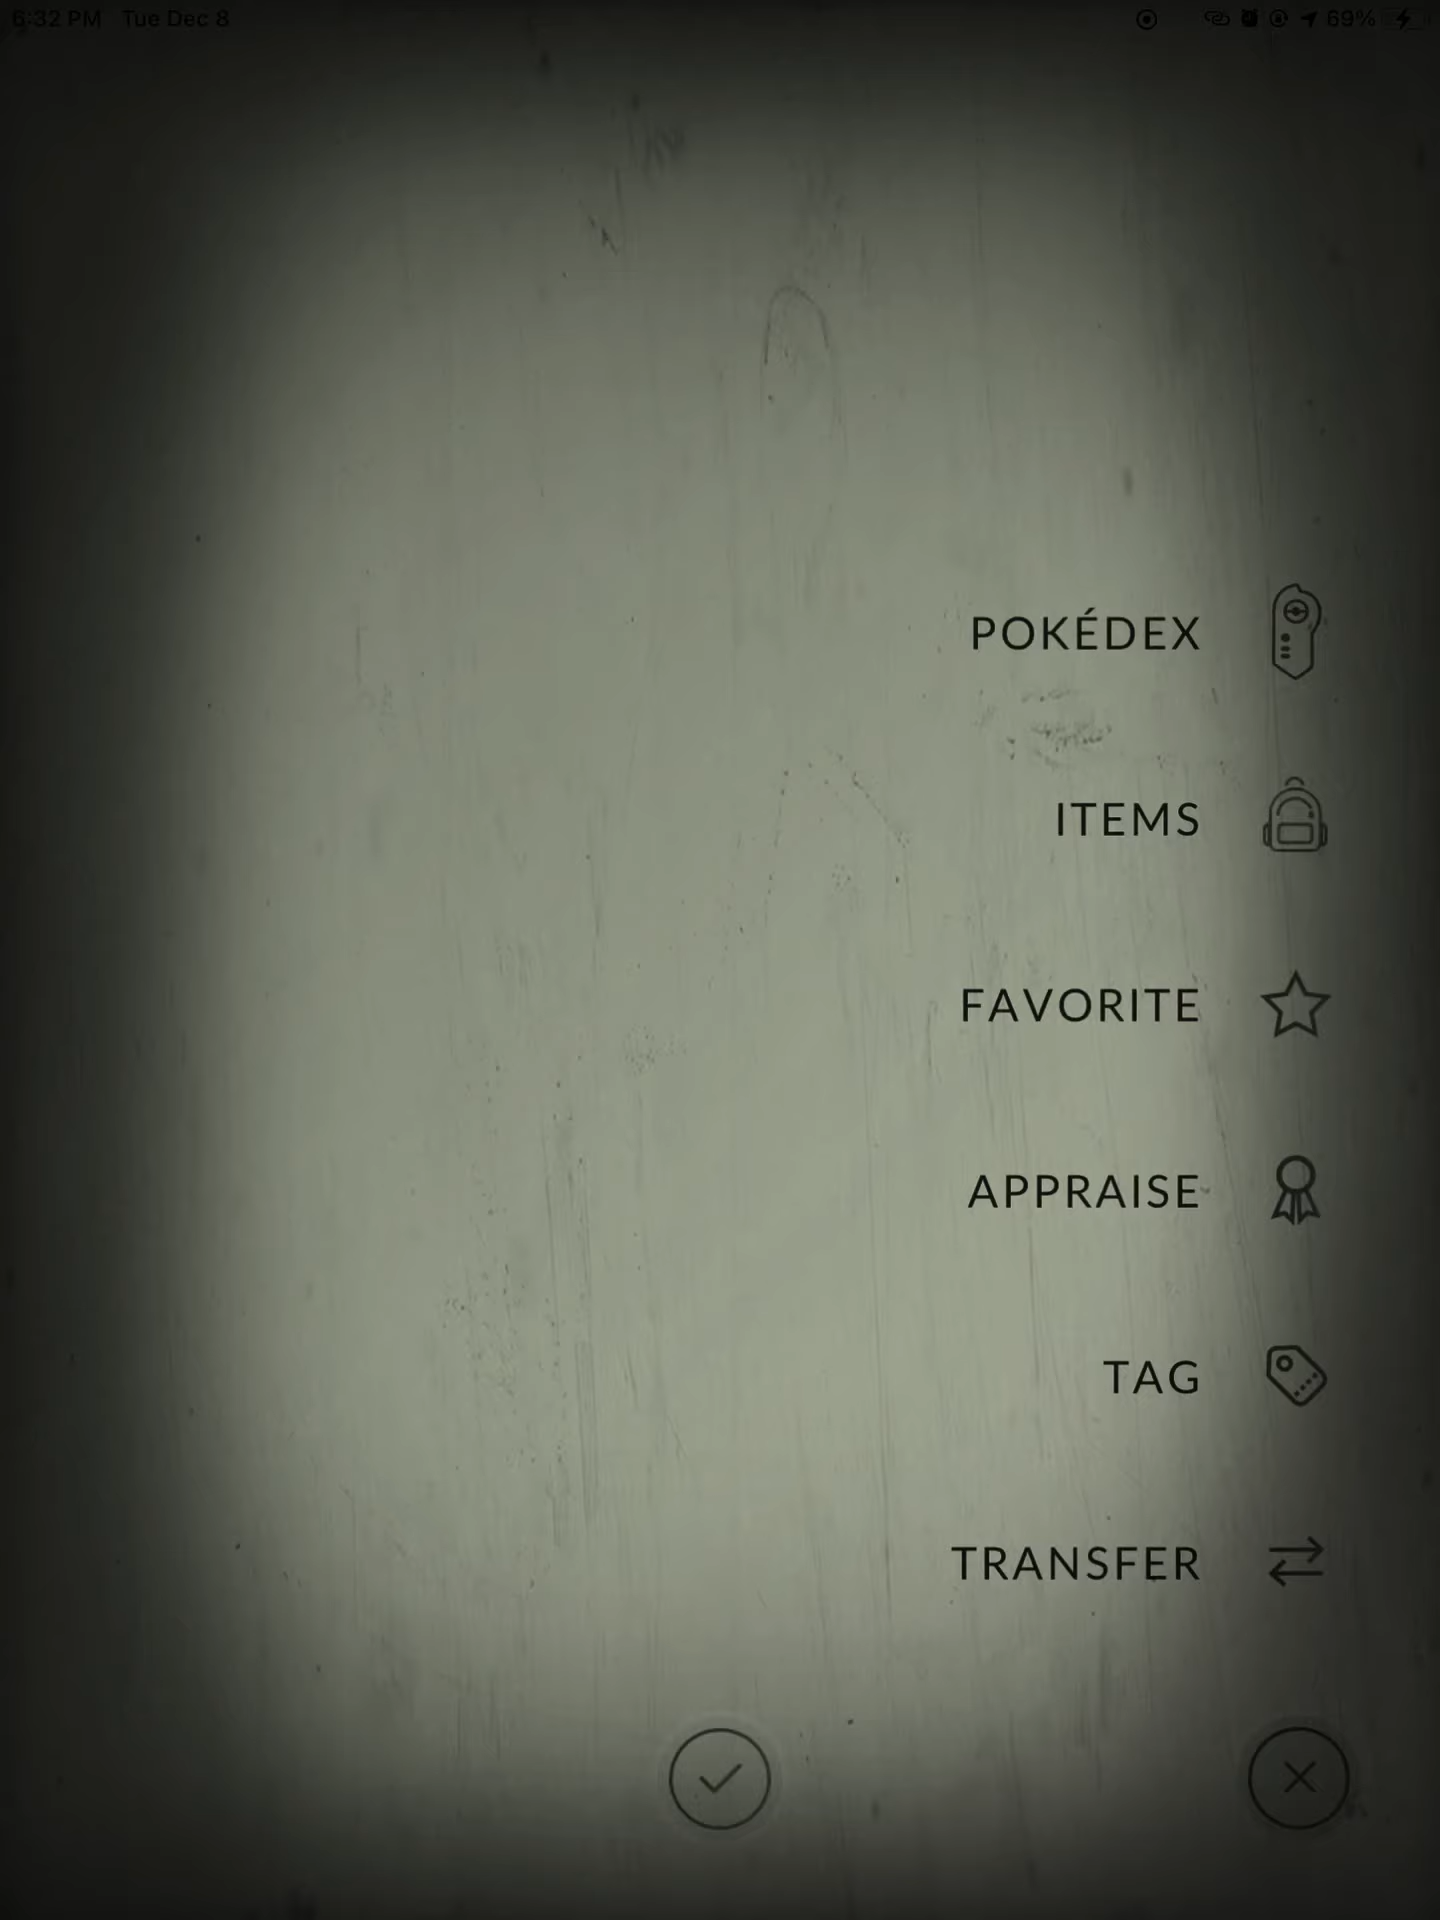 6:32 PM Tue Dec 8
69%
POKÉDEX
ITEMS
FAVORITE
APPRAISE
TAG
TRANSFER